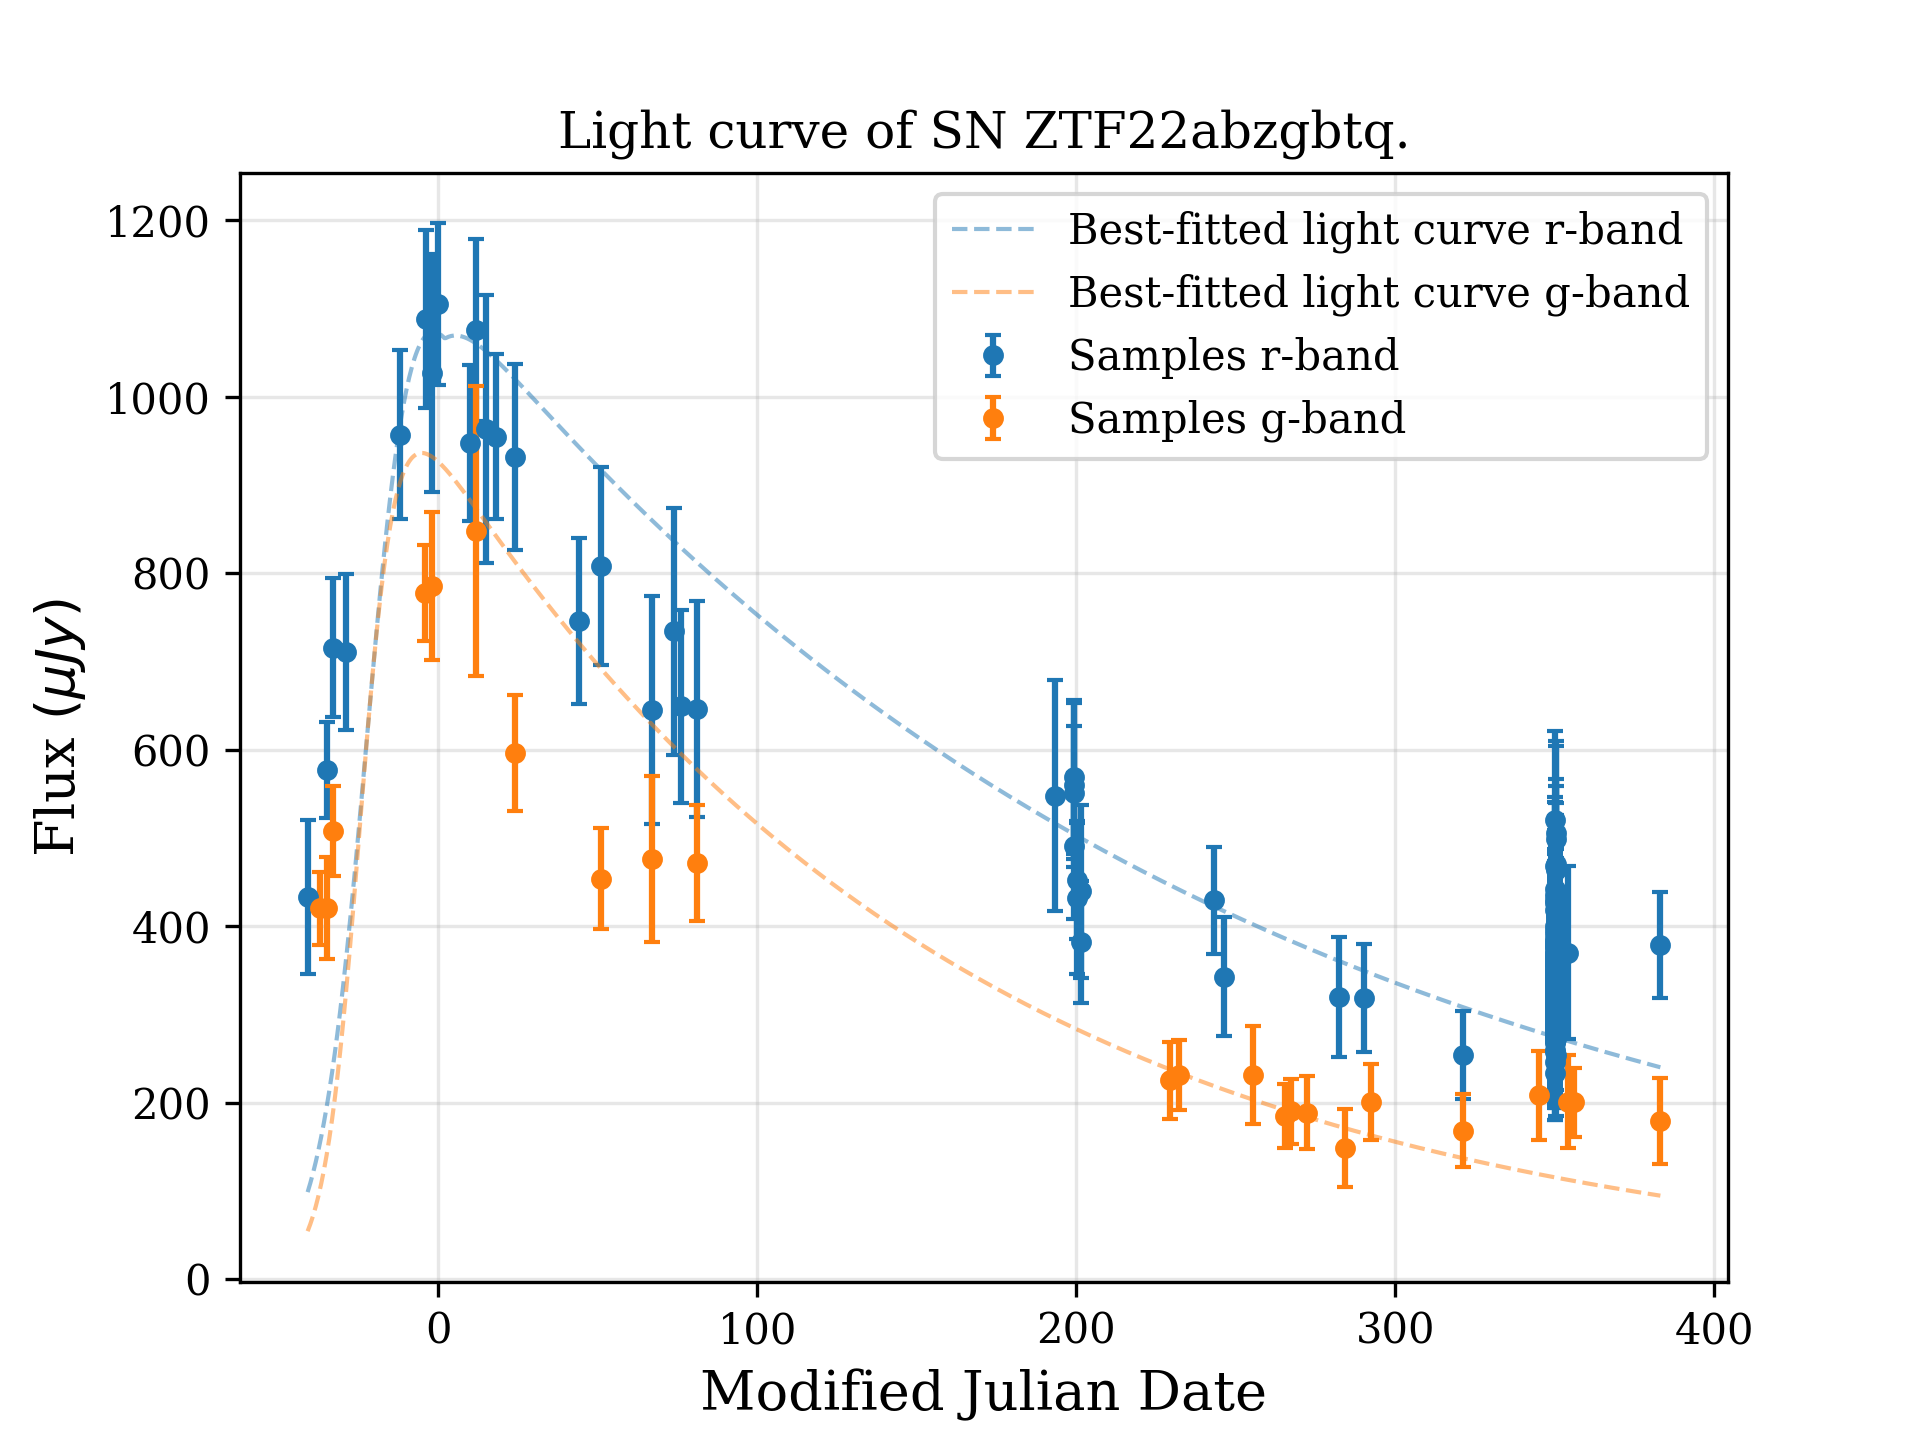 Light curve of SN ZTF22abzgbtq.
Best-fitted light curve r-band
Best-fitted light curve g-band
Samples r-band
Samples g-band
Flux (μJy)
1200
1000
800
600
400
200
0
0 100 200 300 400
Modified Julian Date